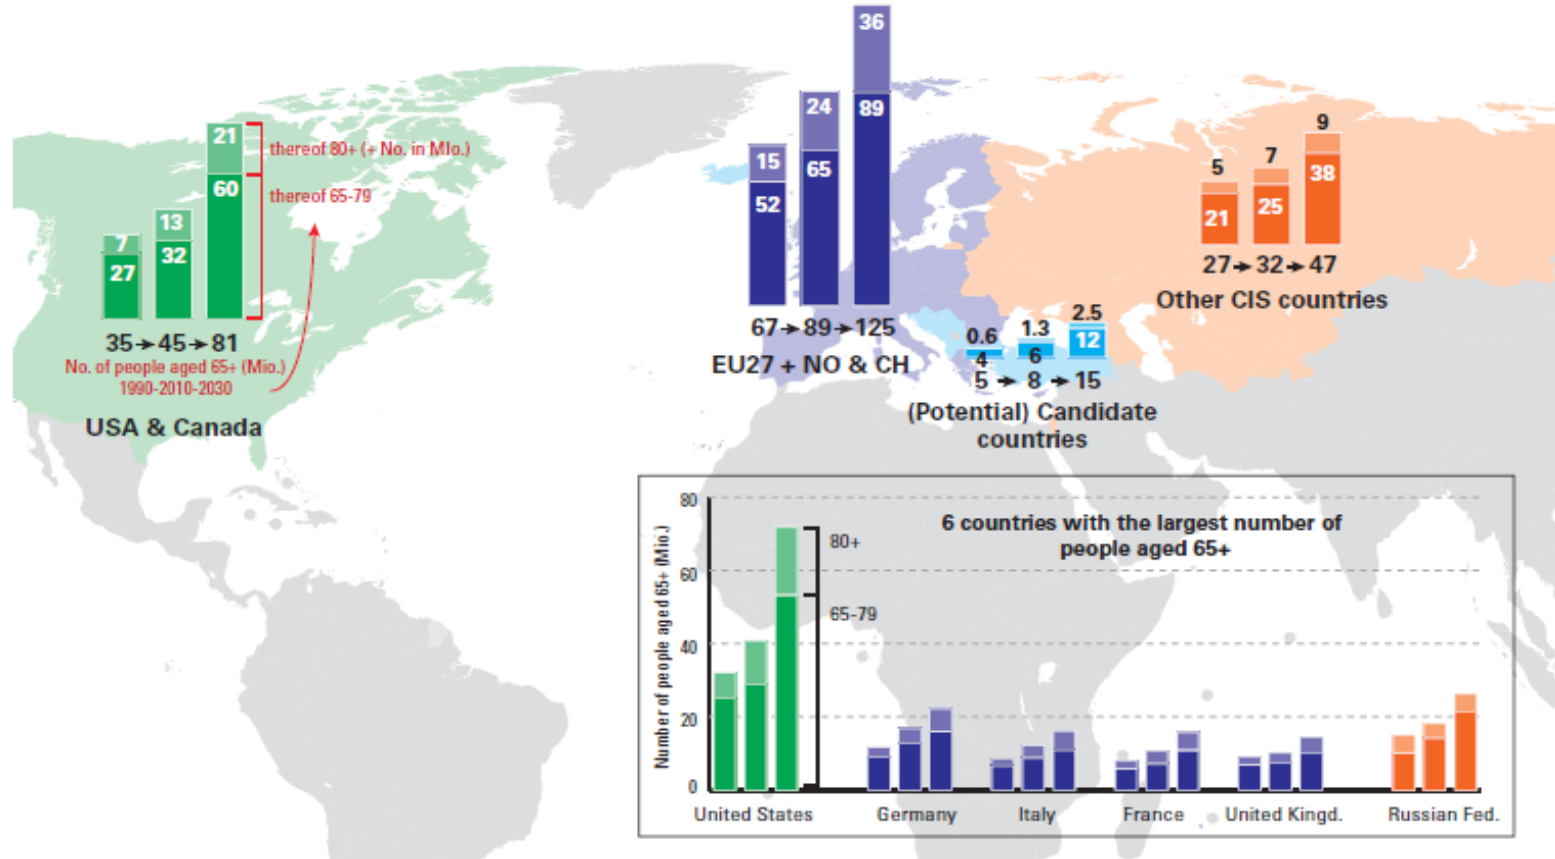 21
thereof 80+ (+ No. in MIo.)
60
thereof 65-79
13
32
7
27
35→45→81
No. of people aged 65+ (Mio.)
1990-2010-2030
USA & Canada
36
89
24
65
15
52
67→89→125
EU27 + NO & CH
0.6
4
1.3
6
2.5
12
5→8→15
(Potential) Candidate
countries
5
21
7
25
9
38
27→32→47
Other CIS countries
6 countries with the largest number of
people aged 65+
Number of people aged 65+ (Mio.)
80
60
40
20
0
80+
65-79
United States
Germany
Italy
France
United Kingd.
Russian Fed.